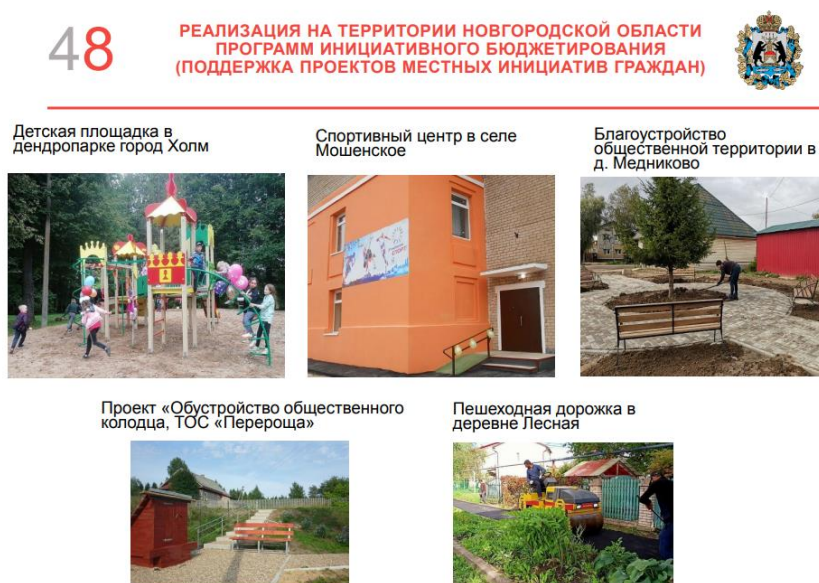 48
РЕАЛИЗАЦИЯ НА ТЕРРИТОРИИ НОВГОРОДСКОЙ ОБЛАСТИ
ПРОГРАММ ИНИЦИАТИВНОГО БЮДЖЕТИРОВАНИЯ
(ПОДДЕРЖКА ПРОЕКТОВ МЕСТНЫХ ИНИЦИАТИВ ГРАЖДАН)
Детская площадка в
дендропарке город Холм
Спортивный центр в селе
Мошенское
Благоустройство
общественной территории в
д. Медниково
Проект «Обустройство общественного
колодца, ТОС «Перероща»
Пешеходная дорожка в
деревне Лесная